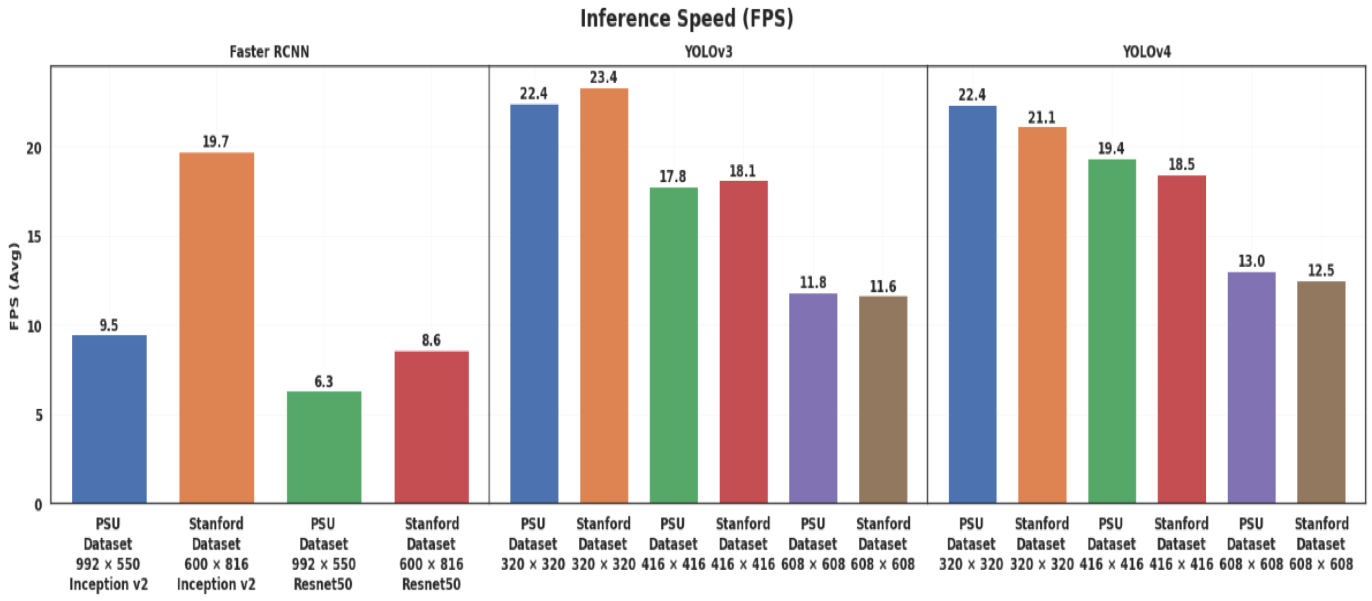 Inference Speed (FPS)
Faster RCNN
YOLOv3
YOLOv4
FPS (Avg)
20
15
10
5
0
9.5
19.7
6.3
8.6
22.4
23.4
17.8
18.1
11.8
11.6
22.4
21.1
19.4
18.5
13.0
12.5
PSU
Dataset
992 × 550
Inception v2
Stanford
Dataset
600 × 816
Inception v2
PSU
Dataset
992 × 550
Resnet50
Stanford
Dataset
600 × 816
Resnet50
PSU
Dataset
320 × 320
Stanford
Dataset
320 × 320
PSU
Dataset
416 × 416
Stanford
Dataset
416 × 416
PSU
Dataset
608 × 608
Stanford
Dataset
608 × 608
PSU
Dataset
320 × 320
Stanford
Dataset
320 × 320
PSU
Dataset
416 × 416
Stanford
Dataset
416 × 416
PSU
Dataset
608 × 608
Stanford
Dataset
608 × 608